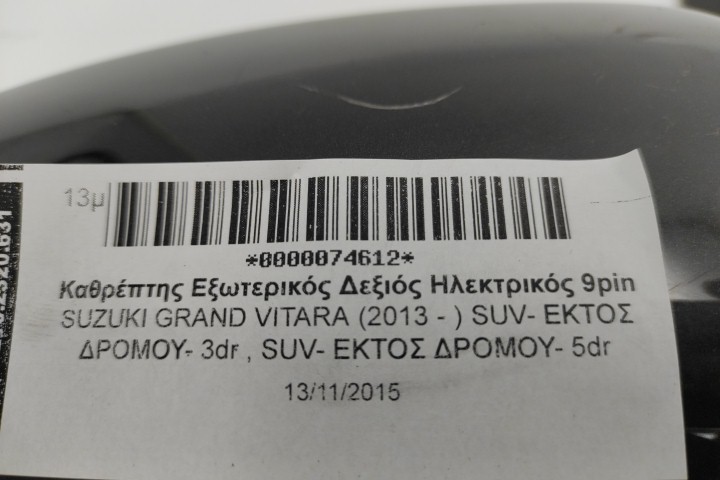 13μ
*0000074612*
Καθρέπτης Εξωτερικός Δεξιός Ηλεκτρικός 9pin
SUZUKI GRAND VITARA (2013 - ) SUV- ΕΚΤΟΣ
ΔΡΟΜΟΥ- 3dr , SUV- ΕΚΤΟΣ ΔΡΟΜΟΥ- 5dr
13/11/2015